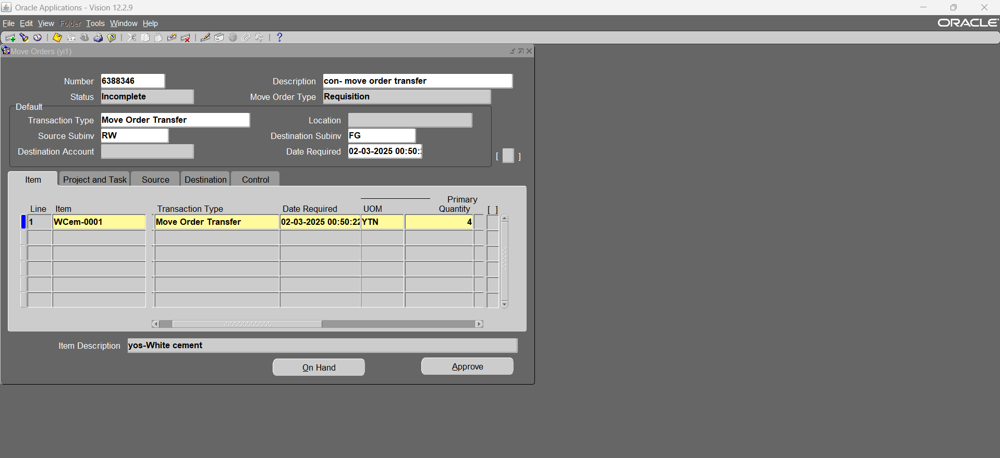 Oracle Applications - Vision 12.2.9
File Edit View Folder Tools Window Help
ORACLE
Move Orders (yi1)
Number 6388346 Description con- move order transfer
Status Incomplete Move Order Type Requisition
Default
Transaction Type Move Order Transfer Location
Source Subinv RW Destination Subinv FG
Destination Account Date Required 02-03-2025 00:50:
[ ]
Item Project and Task Source Destination Control
Primary
Line Item Transaction Type Date Required UOM Quantity [ ]
1 WCem-0001 Move Order Transfer 02-03-2025 00:50:22 YTN 4
Item Description yos-White cement
On Hand Approve